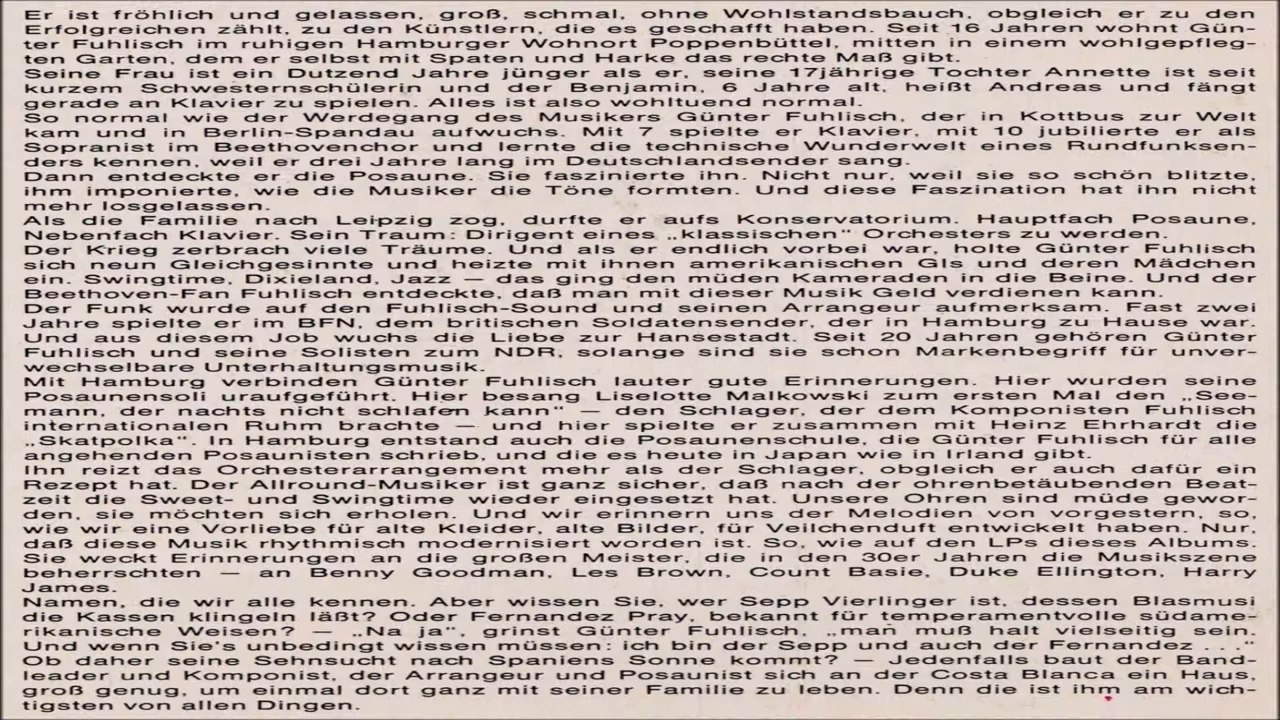 Er ist fröhlich und gelassen, groß, schmal, ohne Wohlstandsbauch, obgleich er zu den
Erfolgreichen zählt, zu den Künstlern, die es geschafft haben. Seit 16 Jahren wohnt Gün-
ter Fuhlisch im ruhigen Hamburger Wohnort Poppenbüttel, mitten in einem wohlgepfleg-
ten Garten, dem er selbst mit Spaten und Harke das rechte Maß gibt.
Seine Frau ist ein Dutzend Jahre jünger als er, seine 17jährige Tochter Annette ist seit
kurzem Schwesternschülerin und der Benjamin, 6 Jahre alt, heißt Andreas und fängt
gerade an Klavier zu spielen. Alles ist also wohltuend normal.
So normal wie der Werdegang des Musikers Günter Fuhlisch, der in Kottbus zur Welt
kam und in Berlin-Spandau aufwuchs. Mit 7 spielte er Klavier, mit 10 jubilierte er als
Sopranist im Beethovenchor und lernte die technische Wunderwelt eines Rundfunksen-
ders kennen, weil er drei Jahre lang im Deutschlandsender sang.
Dann entdeckte er die Posaune. Sie faszinierte ihn. Nicht nur, weil sie so schön blitzte,
ihm imponierte, wie die Musiker die Töne formten. Und diese Faszination hat ihn nicht
mehr losgelassen.
Als die Familie nach Leipzig zog, durfte er aufs Konservatorium. Hauptfach Posaune,
Nebenfach Klavier. Sein Traum: Dirigent eines „klassischen“ Orchesters zu werden.
Der Krieg zerbrach viele Träume. Und als er endlich vorbei war, holte Günter Fuhlisch
sich neun Gleichgesinnte und heizte mit ihnen amerikanischen GIs und deren Mädchen
ein. Swingtime, Dixieland, Jazz — das ging den müden Kameraden in die Beine. Und der
Beethoven-Fan Fuhlisch entdeckte, daß man mit dieser Musik Geld verdienen kann.
Der Funk wurde auf den Fuhlisch-Sound und seinen Arrangeur aufmerksam. Fast zwei
Jahre spielte er im BFN, dem britischen Soldatensender, der in Hamburg zu Hause war.
Und aus diesem Job wuchs die Liebe zur Hansestadt. Seit 20 Jahren gehören Günter
Fuhlisch und seine Solisten zum NDR, solange sind sie schon Markenbegriff für unver-
wechselbare Unterhaltungsmusik.
Mit Hamburg verbinden Günter Fuhlisch lauter gute Erinnerungen. Hier wurden seine
Posaunensoli uraufgeführt. Hier besang Liselotte Malkowski zum ersten Mal den „See-
mann, der nachts nicht schlafen kann“ — den Schlager, der dem Komponisten Fuhlisch
internationalen Ruhm brachte — und hier spielte er zusammen mit Heinz Ehrhardt die
„Skatpolka“. In Hamburg entstand auch die Posaunenschule, die Günter Fuhlisch für alle
angehenden Posaunisten schrieb, und die es heute in Japan wie in Irland gibt.
Ihn reizt das Orchesterarrangement mehr als der Schlager, obgleich er auch dafür ein
Rezept hat. Der Allround-Musiker ist ganz sicher, daß nach der ohrenbetäubenden Beat-
zeit die Sweet- und Swingtime wieder eingesetzt hat. Unsere Ohren sind müde gewor-
den, sie möchten sich erholen. Und wir erinnern uns der Melodien von vorgestern, so,
wie wir eine Vorliebe für alte Kleider, alte Bilder, für Veilchenduft entwickelt haben. Nur,
daß diese Musik rhythmisch modernisiert worden ist. So, wie auf den LPs dieses Albums.
Sie weckt Erinnerungen an die großen Meister, die in den 30er Jahren die Musikszene
beherrschten — an Benny Goodman, Les Brown, Count Basie, Duke Ellington, Harry
James.
Namen, die wir alle kennen. Aber wissen Sie, wer Sepp Vierlinger ist, dessen Blasmusi
die Kassen klingeln läßt? Oder Fernandez Pray, bekannt für temperamentvolle südame-
rikanische Weisen? — „Na ja“, grinst Günter Fuhlisch, „man muß halt vielseitig sein.
Und wenn Sie's unbedingt wissen müssen: ich bin der Sepp und auch der Fernandez . . .“
Ob daher seine Sehnsucht nach Spaniens Sonne kommt? — Jedenfalls baut der Band-
leader und Komponist, der Arrangeur und Posaunist sich an der Costa Blanca ein Haus,
groß genug, um einmal dort ganz mit seiner Familie zu leben. Denn die ist ihm am wich-
tigsten von allen Dingen.